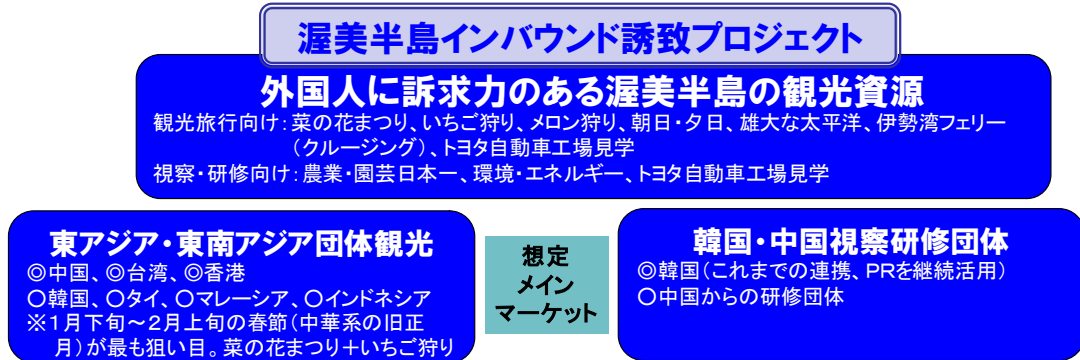 渥美半島インバウンド誘致プロジェクト
外国人に訴求力のある渥美半島の観光資源
観光旅行向け：菜の花まつり、いちご狩り、メロン狩り、朝日・夕日、雄大な太平洋、伊勢湾フェリー
（クルージング）、トヨタ自動車工場見学
視察・研修向け：農業・園芸日本一、環境・エネルギー、トヨタ自動車工場見学
東アジア・東南アジア団体観光
◎中国、◎台湾、◎香港
○韓国、○タイ、○マレーシア、○インドネシア
※1月下旬～2月上旬の春節（中華系の旧正
月）が最も狙い目。菜の花まつり＋いちご狩り
想定
メイン
マーケット
韓国・中国視察研修団体
◎韓国（これまでの連携、PRを継続活用）
○中国からの研修団体